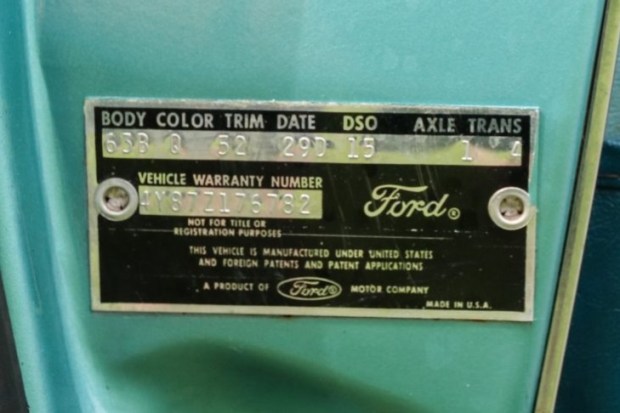 BODY COLOR TRIM DATE DSO AXLE TRANS
63B Q 52 29D 15 1 4
VEHICLE WARRANTY NUMBER
4Y87Z176782
Ford®
NOT FOR TITLE OR
REGISTRATION PURPOSES
THIS VEHICLE IS MANUFACTURED UNDER UNITED STATES
AND FOREIGN PATENTS AND PATENT APPLICATIONS
A PRODUCT OF Ford® MOTOR COMPANY
MADE IN U.S.A.